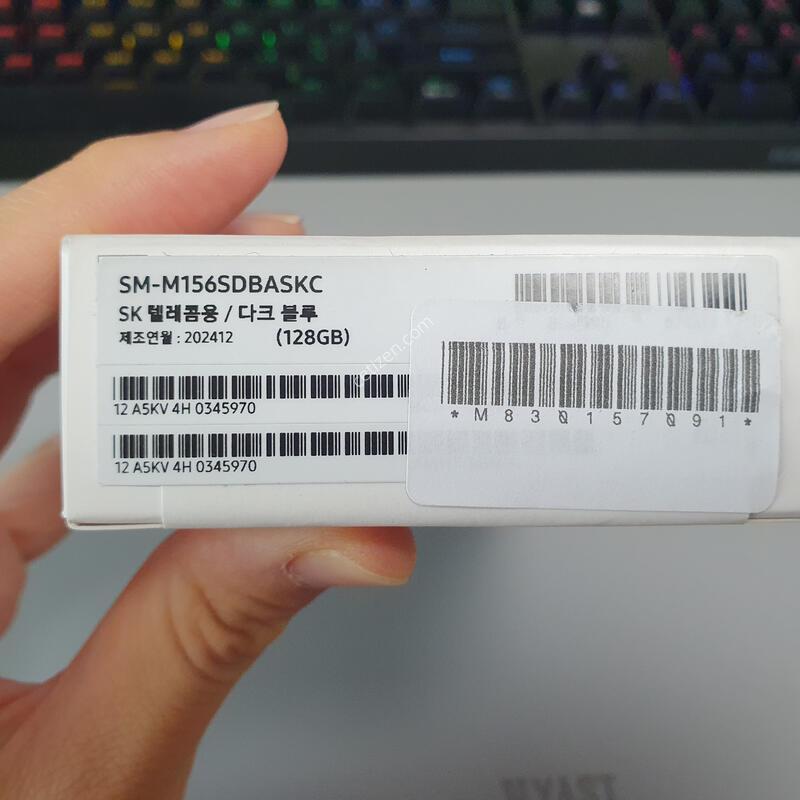 SM-M156SDBASKC
SK 텔레콤용 / 다크 블루
제조연월 : 202412 (128GB)
12 A5KV 4H 0345970
12 A5KV 4H 0345970
*M830157091*